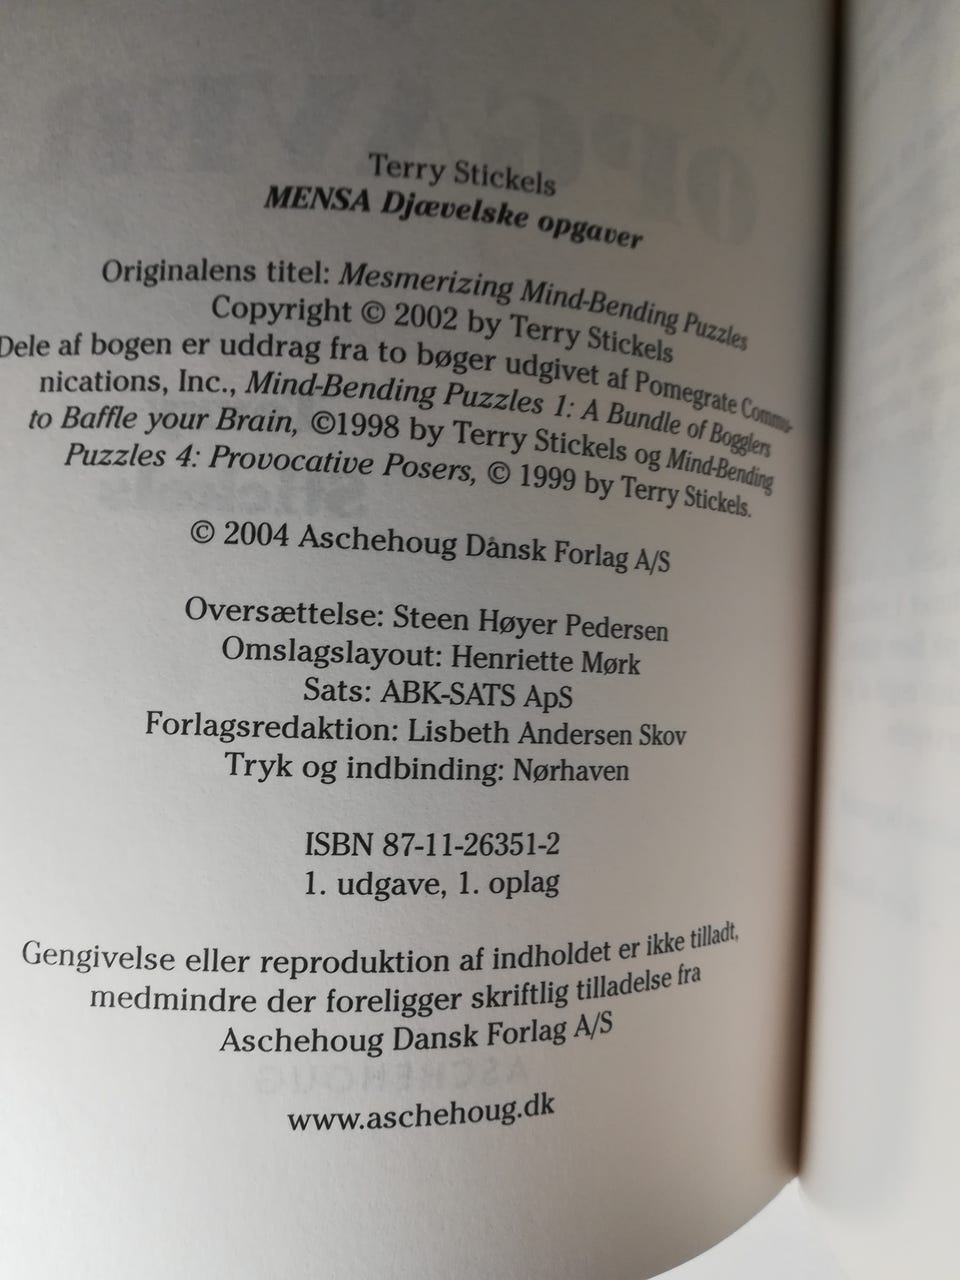 Terry Stickels
MENSA Djævelske opgaver
Originalens titel: Mesmerizing Mind-Bending Puzzles
Copyright © 2002 by Terry Stickels
Dele af bogen er uddrag fra to bøger udgivet af Pomegrate Commu-
nications, Inc., Mind-Bending Puzzles 1: A Bundle of Bogglers
to Baffle your Brain, ©1998 by Terry Stickels og Mind-Bending
Puzzles 4: Provocative Posers, © 1999 by Terry Stickels.
© 2004 Aschehoug Dansk Forlag A/S
Oversættelse: Steen Høyer Pedersen
Omslagslayout: Henriette Mørk
Sats: ABK-SATS ApS
Forlagsredaktion: Lisbeth Andersen Skov
Tryk og indbinding: Nørhaven
ISBN 87-11-26351-2
1. udgave, 1. oplag
Gengivelse eller reproduktion af indholdet er ikke tilladt,
medmindre der foreligger skriftlig tilladelse fra
Aschehoug Dansk Forlag A/S
www.aschehoug.dk